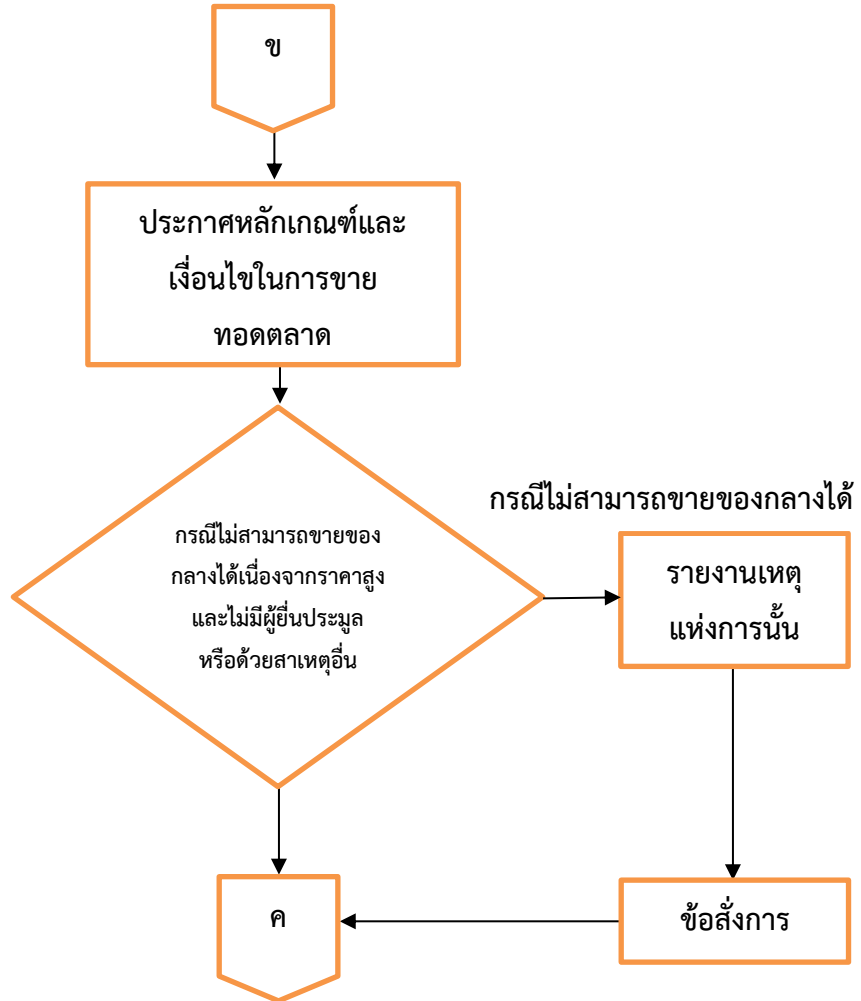 ข
ประกาศหลักเกณฑ์และ
เงื่อนไขในการขาย
ทอดตลาด
กรณีไม่สามารถขายของ
กลางได้เนื่องจากราคาสูง
และไม่มีผู้ยื่นประมูล
หรือด้วยสาเหตุอื่น
กรณีไม่สามารถขายของกลางได้
รายงานเหตุ
แห่งการนั้น
ข้อสั่งการ
ค